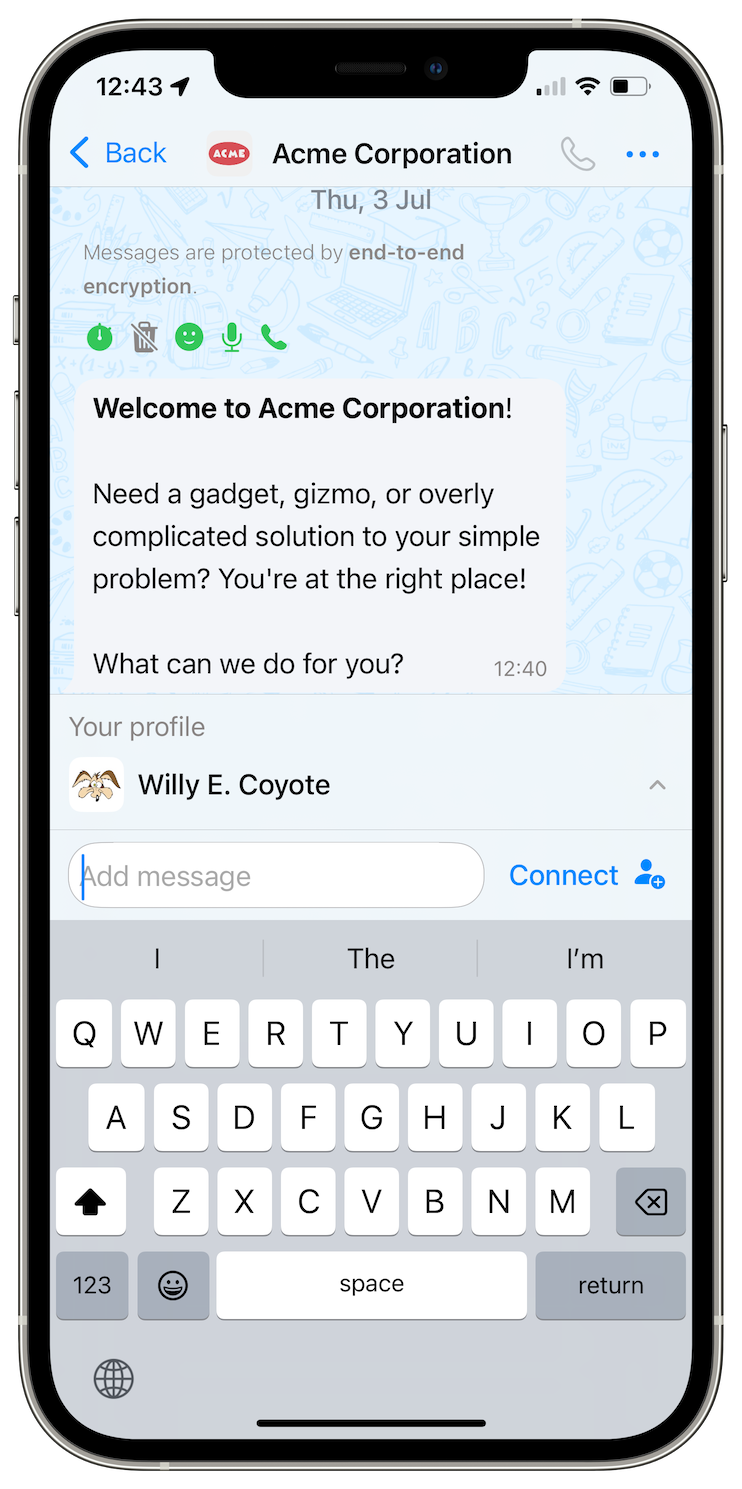 12:43
Back
ACME
Acme Corporation
Thu, 3 Jul
Messages are protected by end-to-end
encryption.
Welcome to Acme Corporation!
Need a gadget, gizmo, or overly
complicated solution to your simple
problem? You're at the right place!
What can we do for you?
12:40
Your profile
Willy E. Coyote
Add message
Connect
I The I’m
Q W E R T Y U I O P
A S D F G H J K L
Z X C V B N M
123 space return